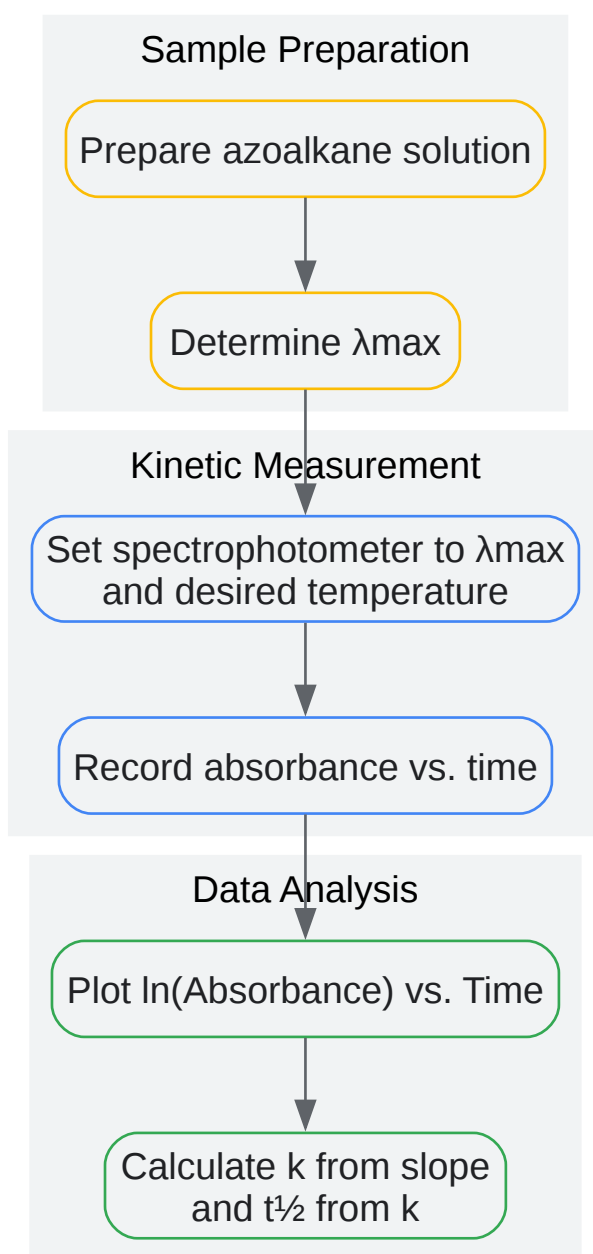 Sample Preparation
Prepare azoalkane solution
Determine λmax
Kinetic Measurement
Set spectrophotometer to λmax
and desired temperature
Record absorbance vs. time
Data Analysis
Plot ln(Absorbance) vs. Time
Calculate k from slope
and t½ from k